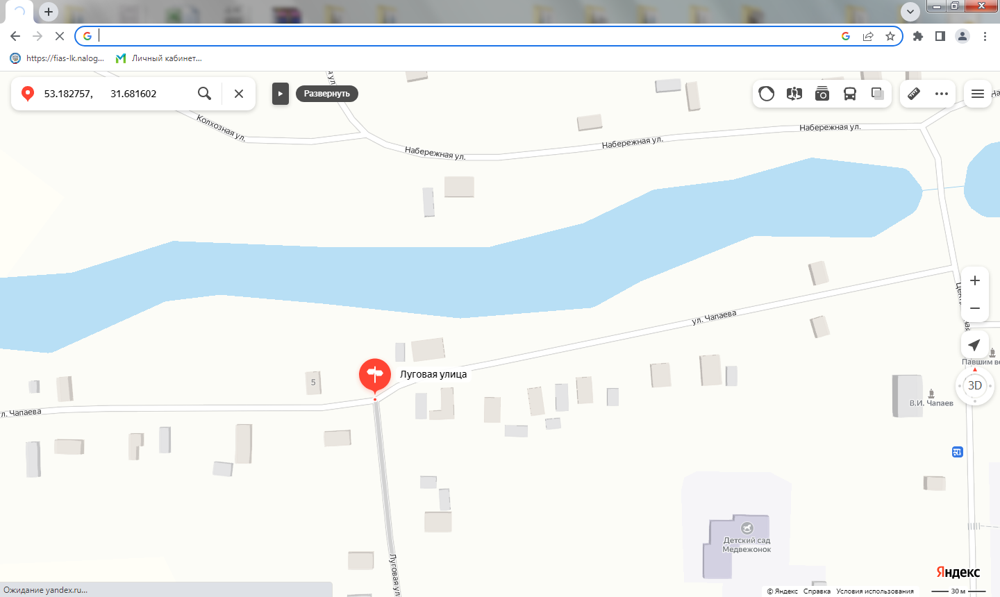 https://fias-lk.nalog...
Личный кабинет...
53.182757, 31.681602
Развернуть
Колхозная ул.
Набережная ул.
Набережная ул.
Набережная ул.
ул. Чапаева
Луговая улица
5
Павшим во
3D
В.И. Чапаев
л. Чапаева
Детский сад
Медвежонок
Луговая ул.
Яндекс
Ожидание yandex.ru...
© Яндекс Справка Условия использования
30 м